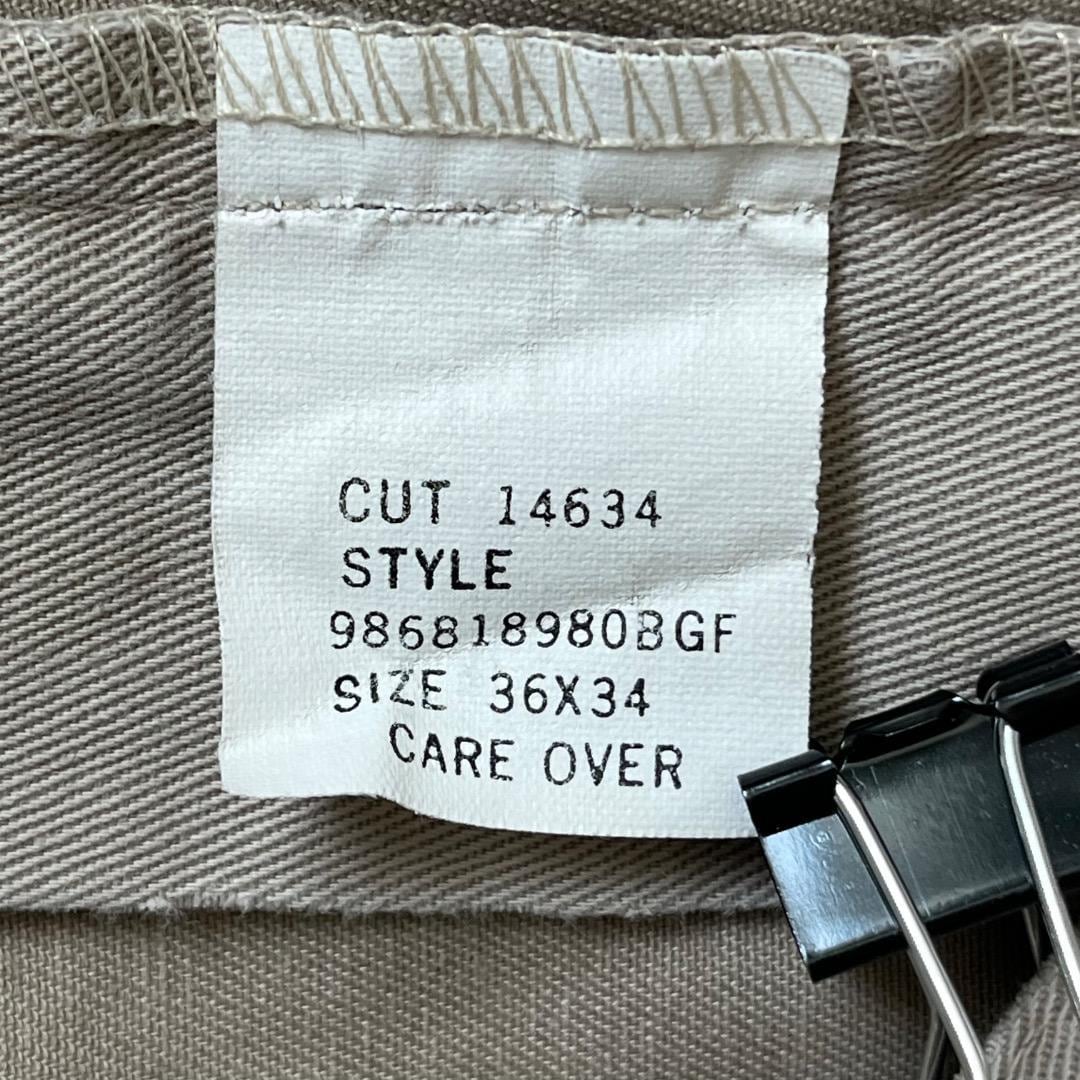 CUT 14634
STYLE
986818980BGF
SIZE 36X34
CARE OVER